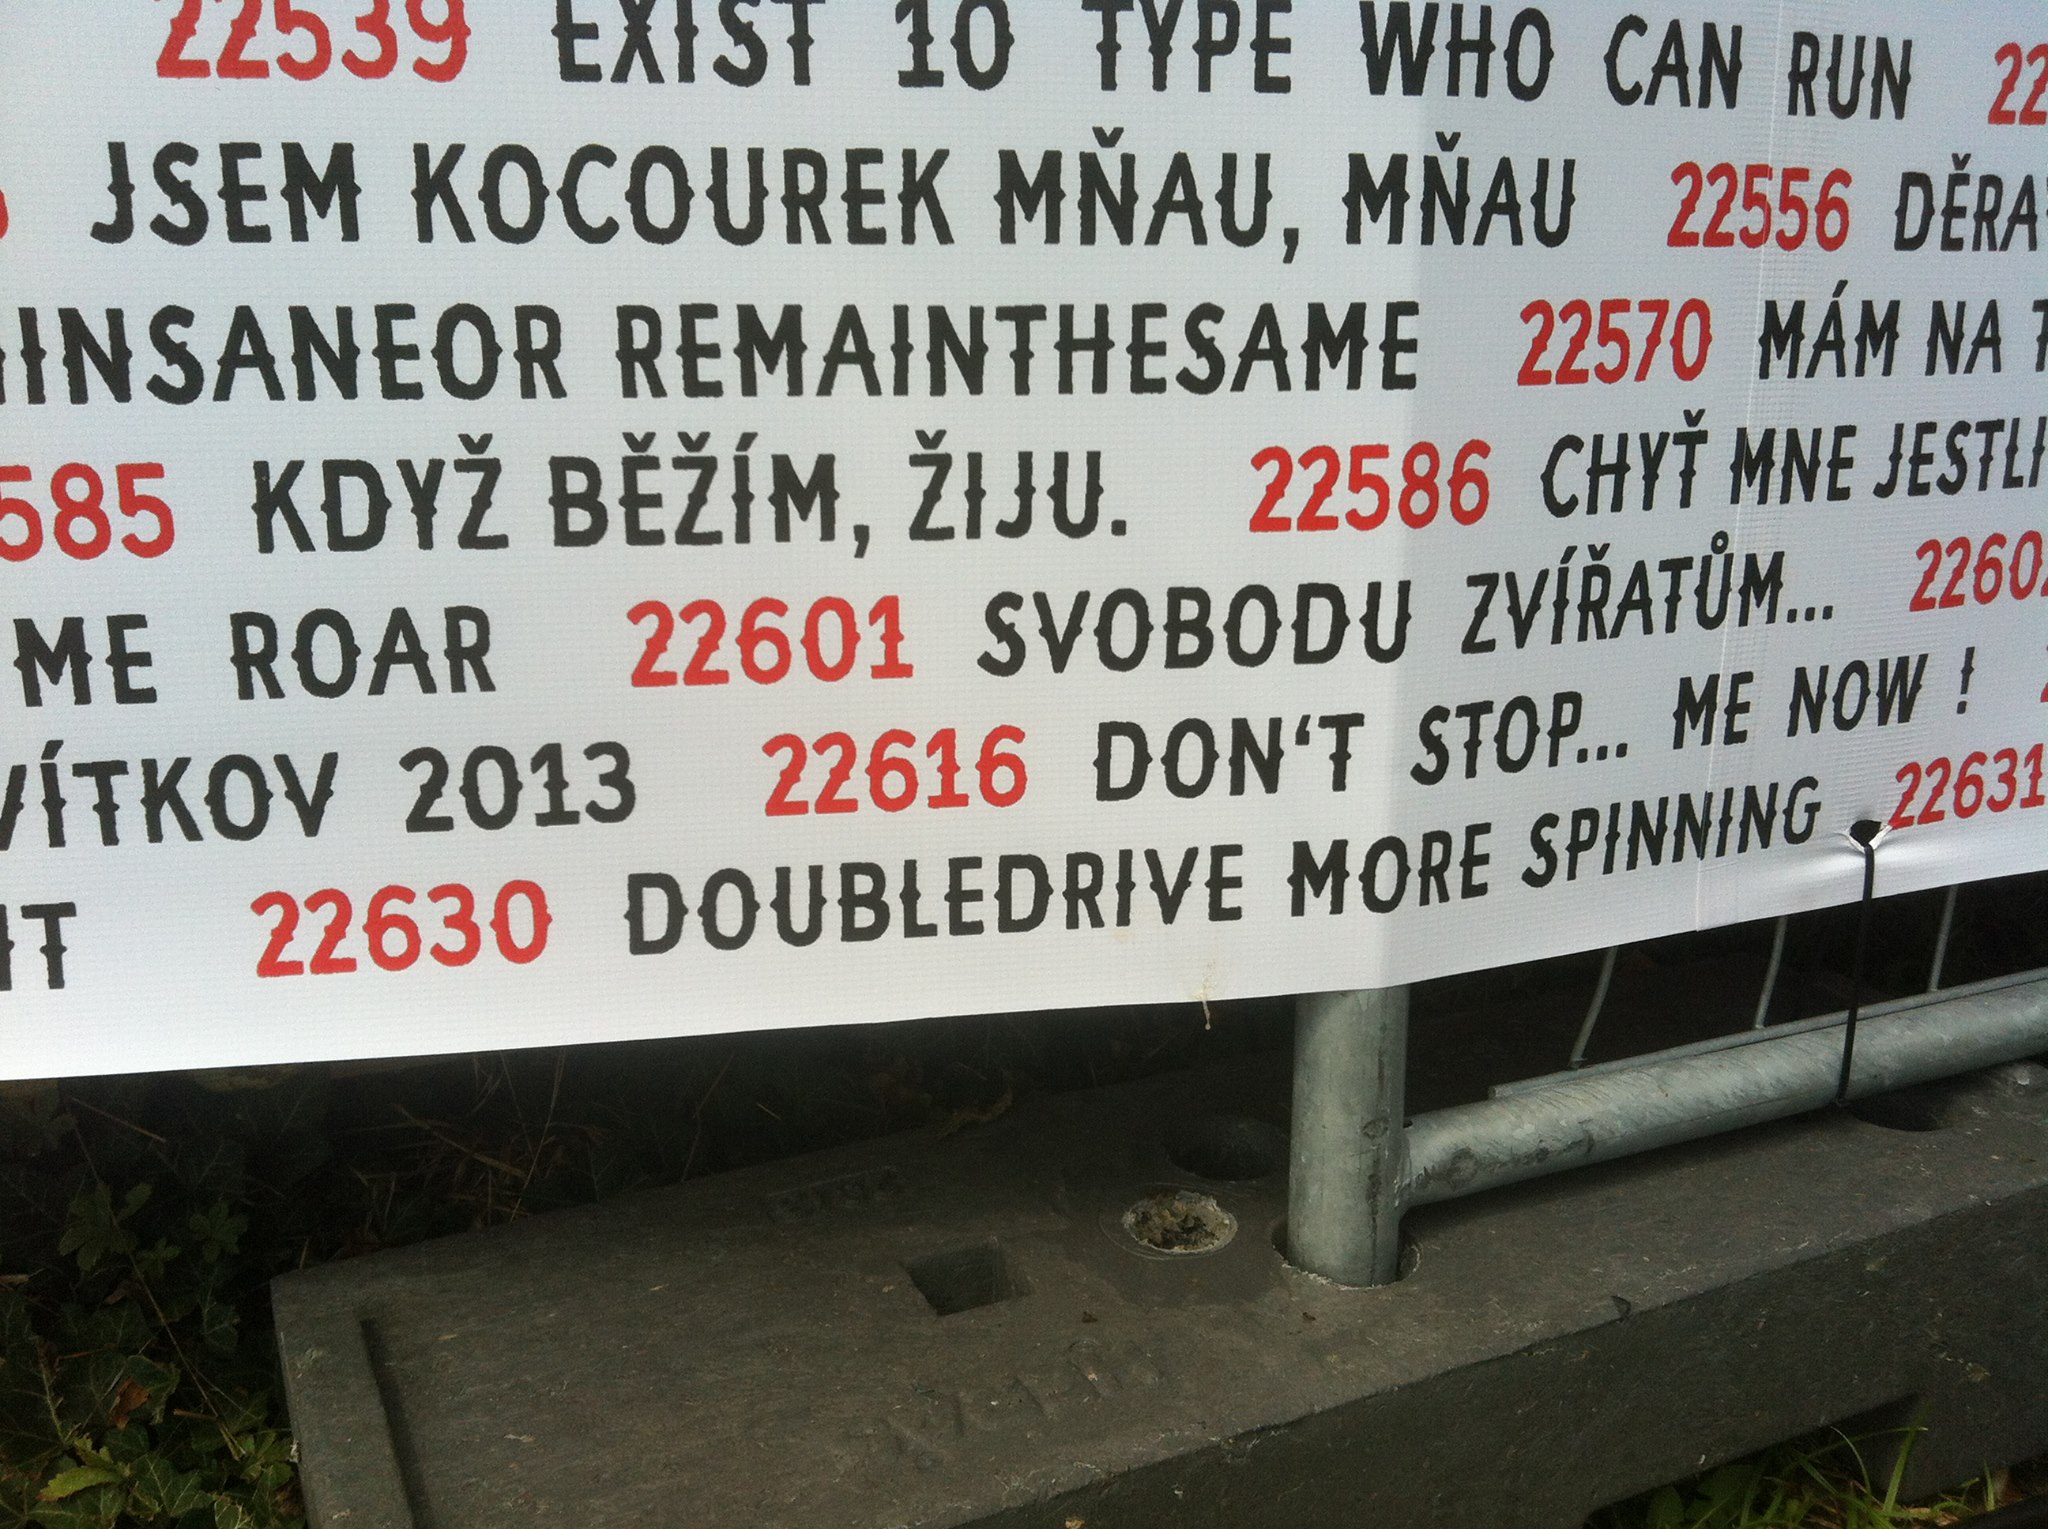 22539 EXIST 10 TYPE WHO CAN RUN
JSEM KOCOUREK MŇAU, MŇAU 22556
REMAINTHESAME 22570 MÁM NA
KDYŽ BĚŽÍM, ŽIJU. 22586 CHYŤ MNE JESTLI
ME ROAR 22601 SVOBODU ZVÍŘATŮM...
VÍTKOV 2013 22616 DON'T STOP... ME NOW !
22630 DOUBLEDRIVE MORE SPINNING 22631